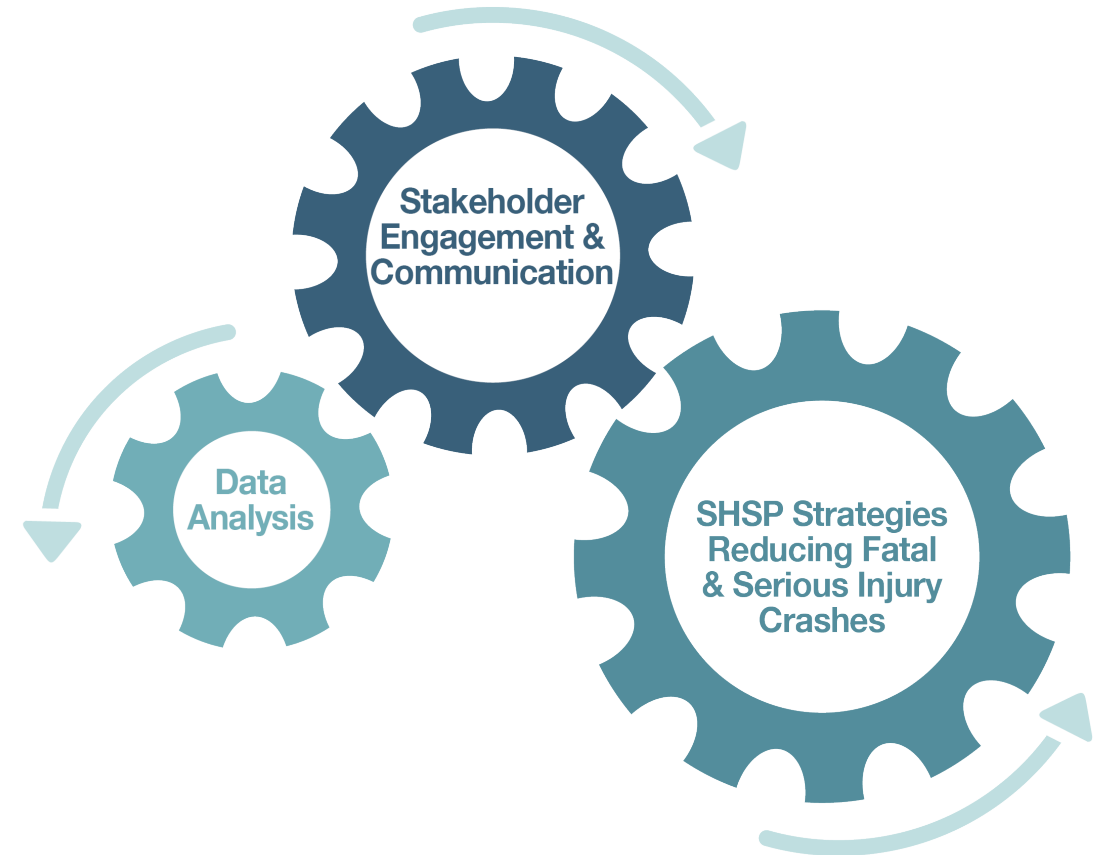 Stakeholder
Engagement &
Communication
Data
Analysis
SHSP Strategies
Reducing Fatal
& Serious Injury
Crashes